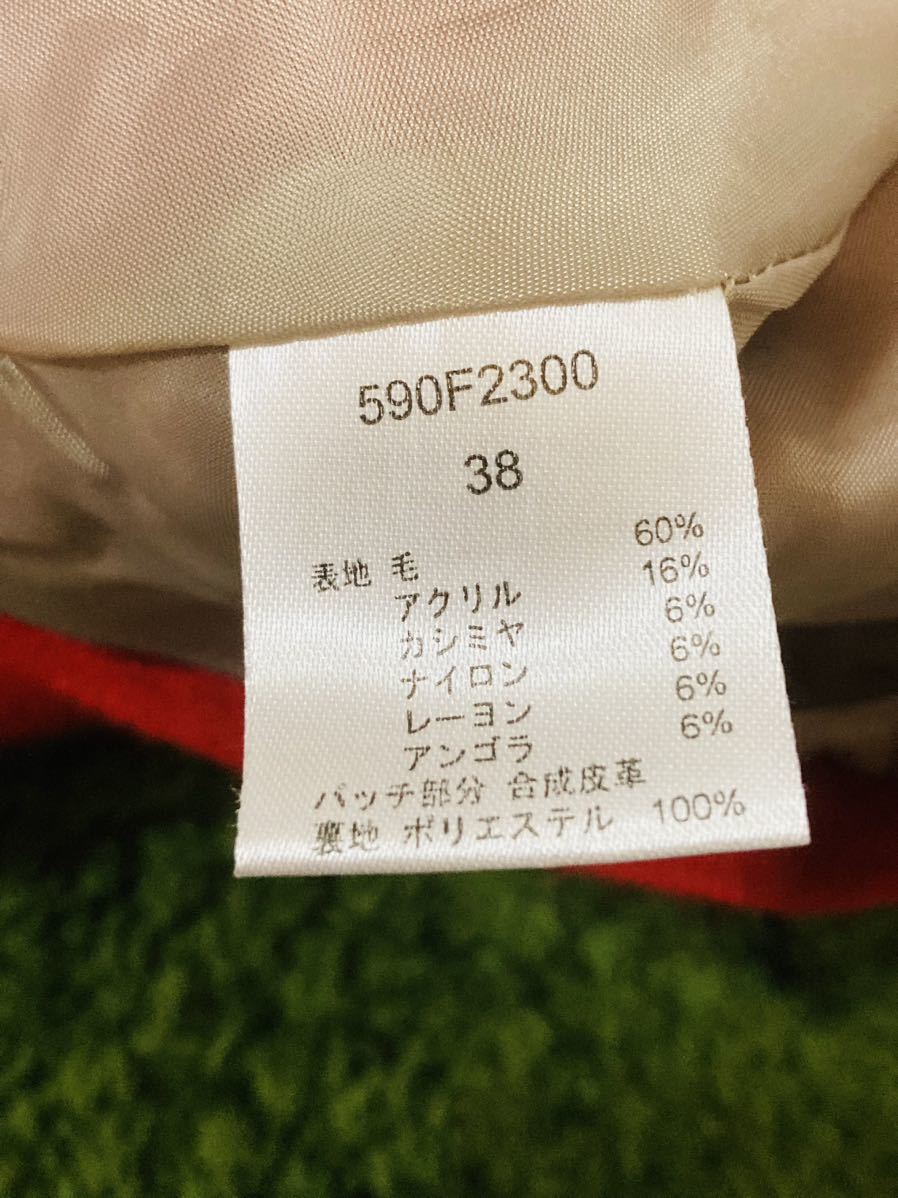 590F2300
38
表地 毛 60%
アクリル 16%
カシミヤ 6%
ナイロン 6%
レーヨン 6%
アンゴラ 6%
パッチ部分 合成皮革
裏地 ポリエステル 100%